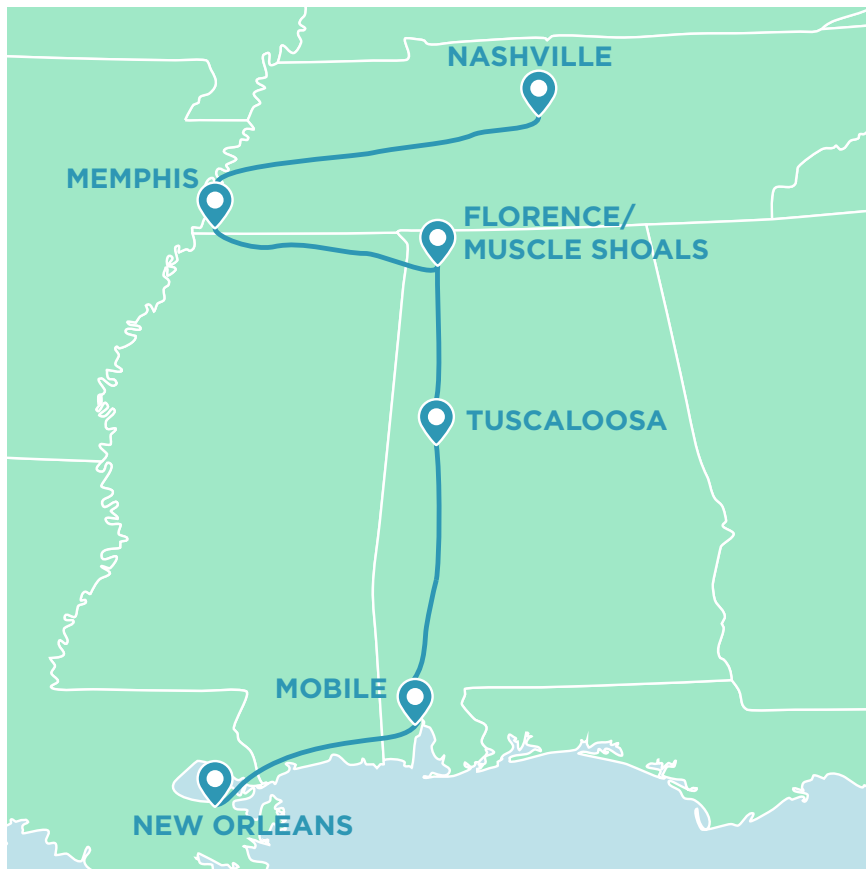 NASHVILLE
MEMPHIS
FLORENCE/
MUSCLE SHOALS
TUSCALOOSA
MOBILE
NEW ORLEANS